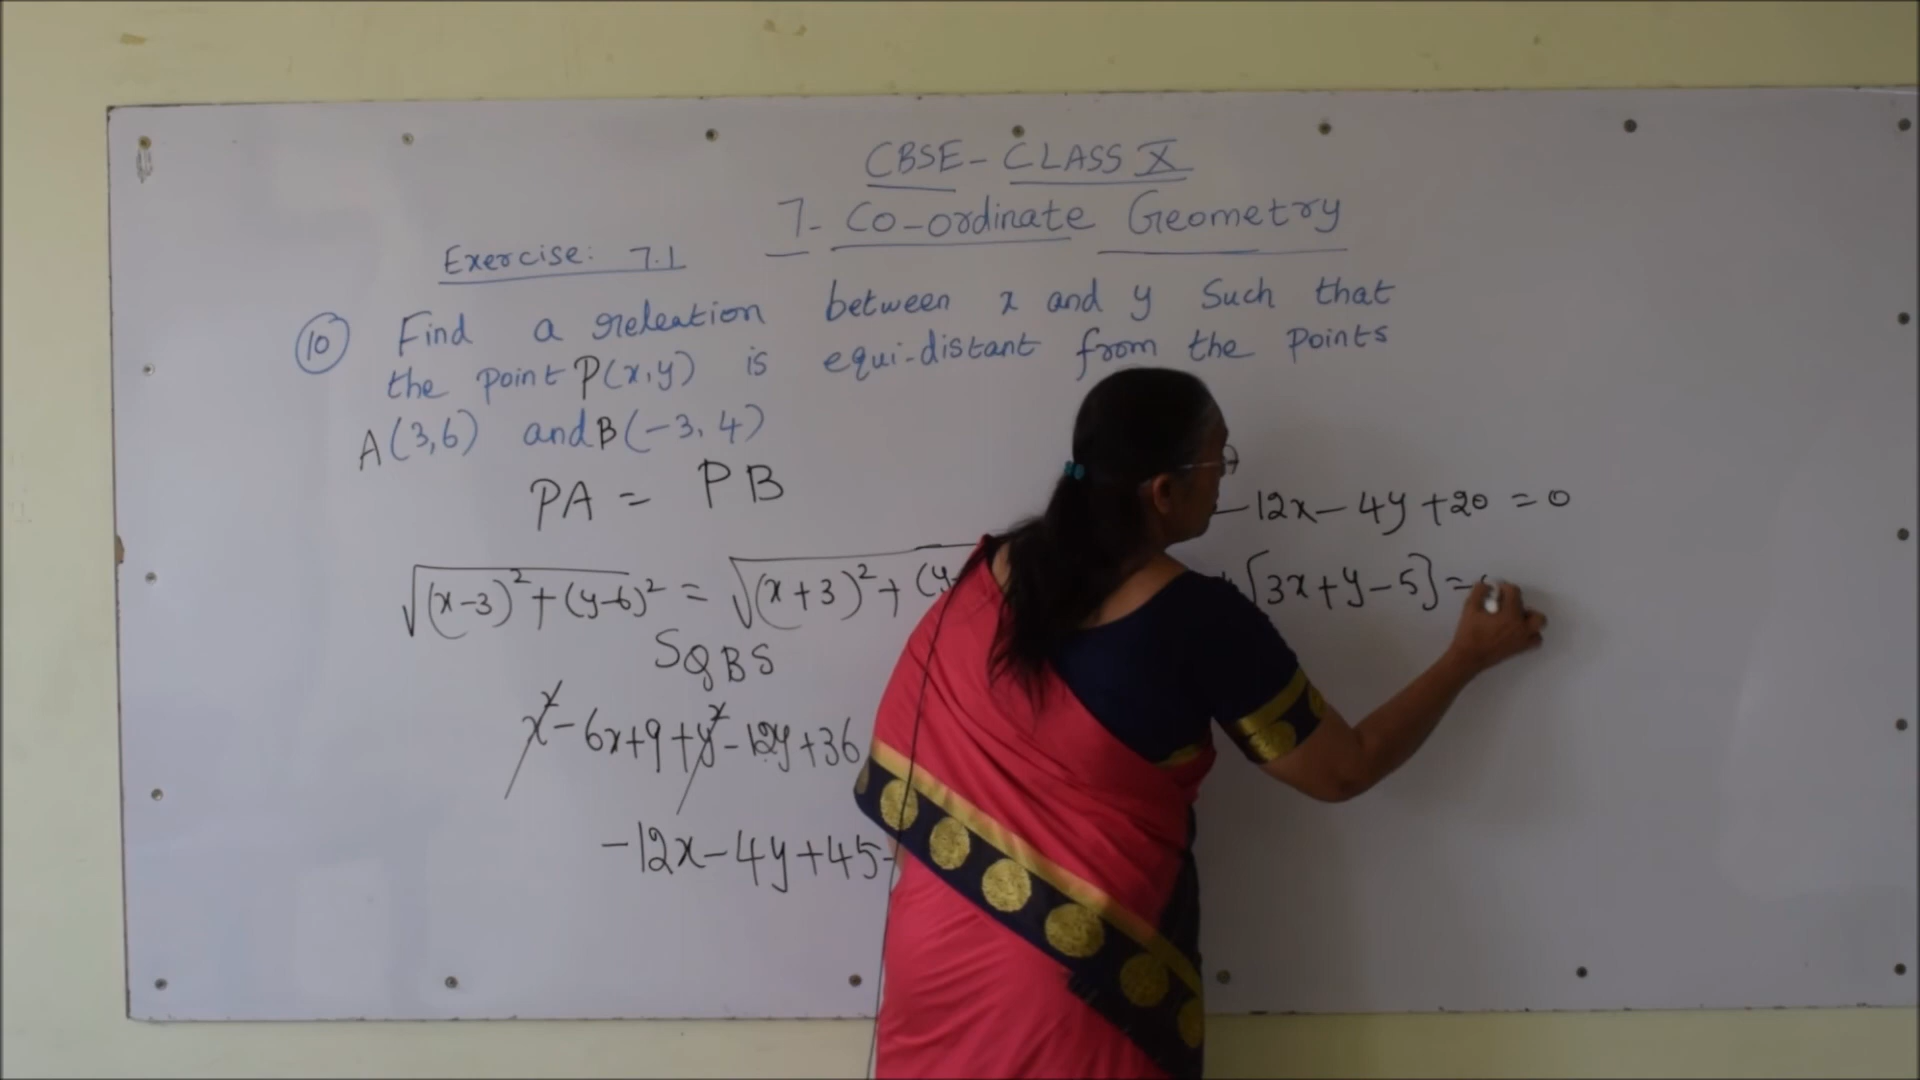 CBSE - CLASS X
7 - Co-ordinate Geometry
Exercise: 7.1
10 Find a releation between x and y Such that
the point P(x,y) is equi-distant from the Points
A(3,6) and B(-3,4)
PA = PB
√(x-3)² + (y-6)² = √(x+3)² + (y-
SQBS
x² - 6x + 9 + y² - 12y + 36
-12x - 4y + 45 -
-12x - 4y + 20 = 0
[3x + y - 5] =